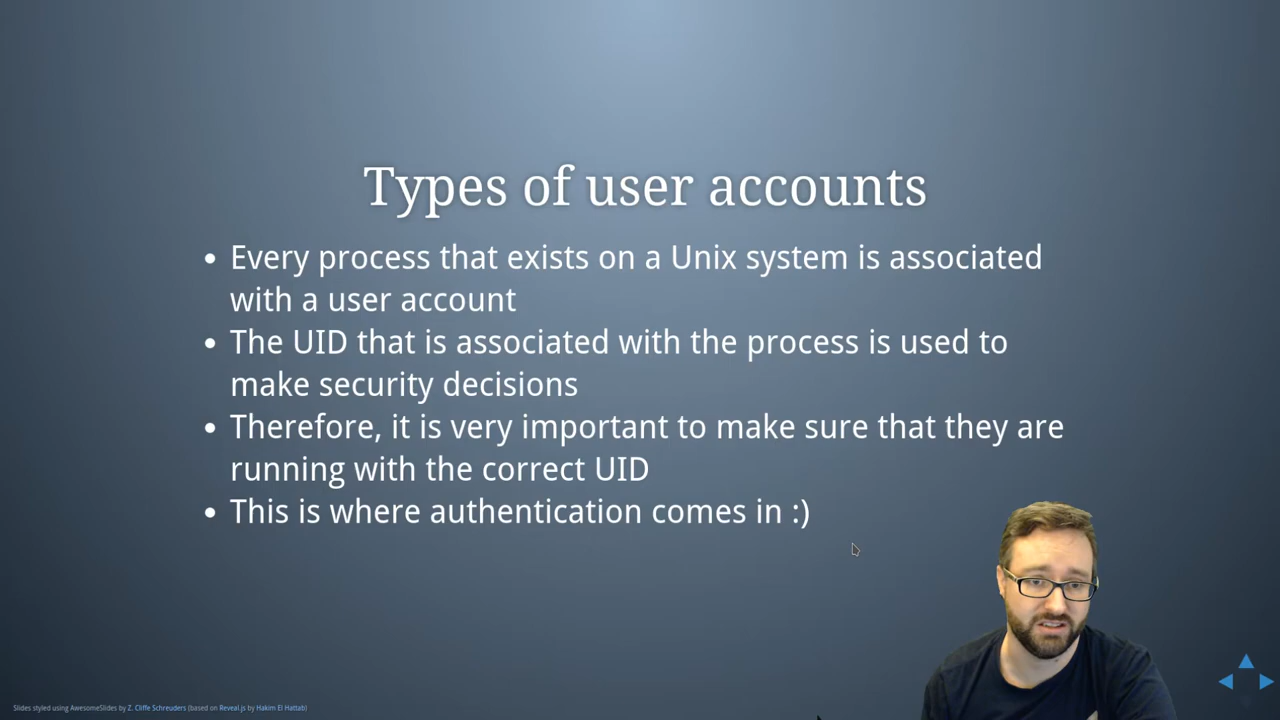 Types of user accounts
• Every process that exists on a Unix system is associated
with a user account
• The UID that is associated with the process is used to
make security decisions
• Therefore, it is very important to make sure that they are
running with the correct UID
• This is where authentication comes in :)
Slides styled using AwesomeSlides by Z. Cliffe Schreuders (based on Reveal.js by Hakim El Hattab)